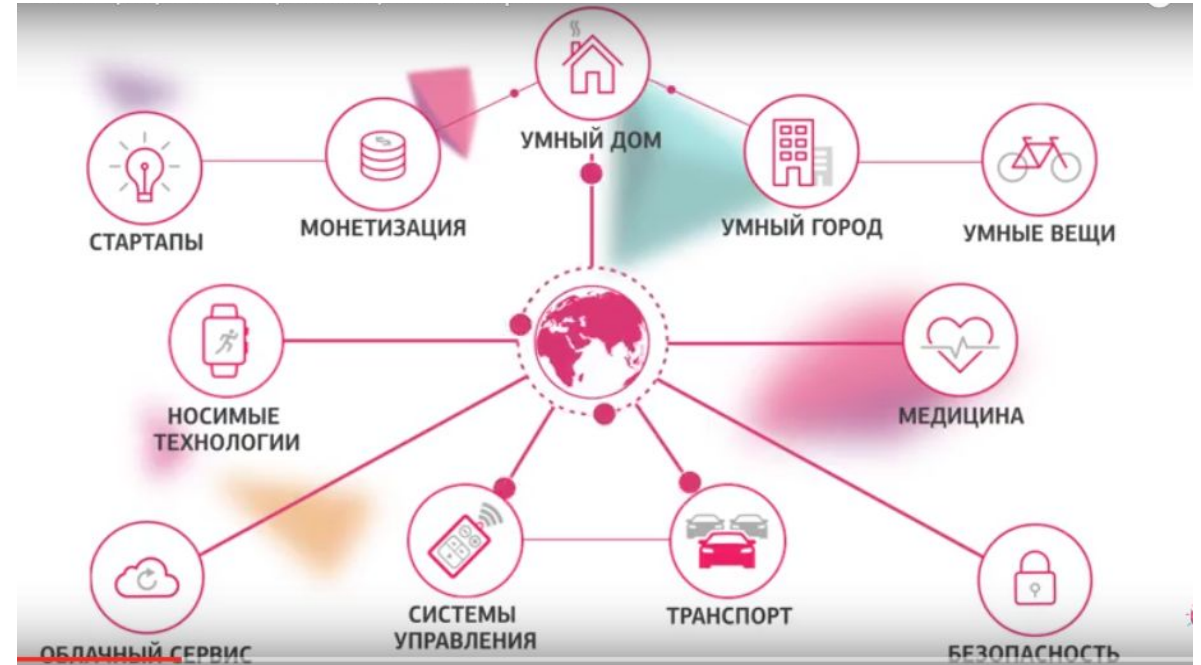 УМНЫЙ ДОМ
СТАРТАПЫ
МОНЕТИЗАЦИЯ
УМНЫЙ ГОРОД
УМНЫЕ ВЕЩИ
НОСИМЫЕ
ТЕХНОЛОГИИ
МЕДИЦИНА
ОБЛАЧНЫЙ СЕРВИС
СИСТЕМЫ
УПРАВЛЕНИЯ
ТРАНСПОРТ
БЕЗОПАСНОСТЬ